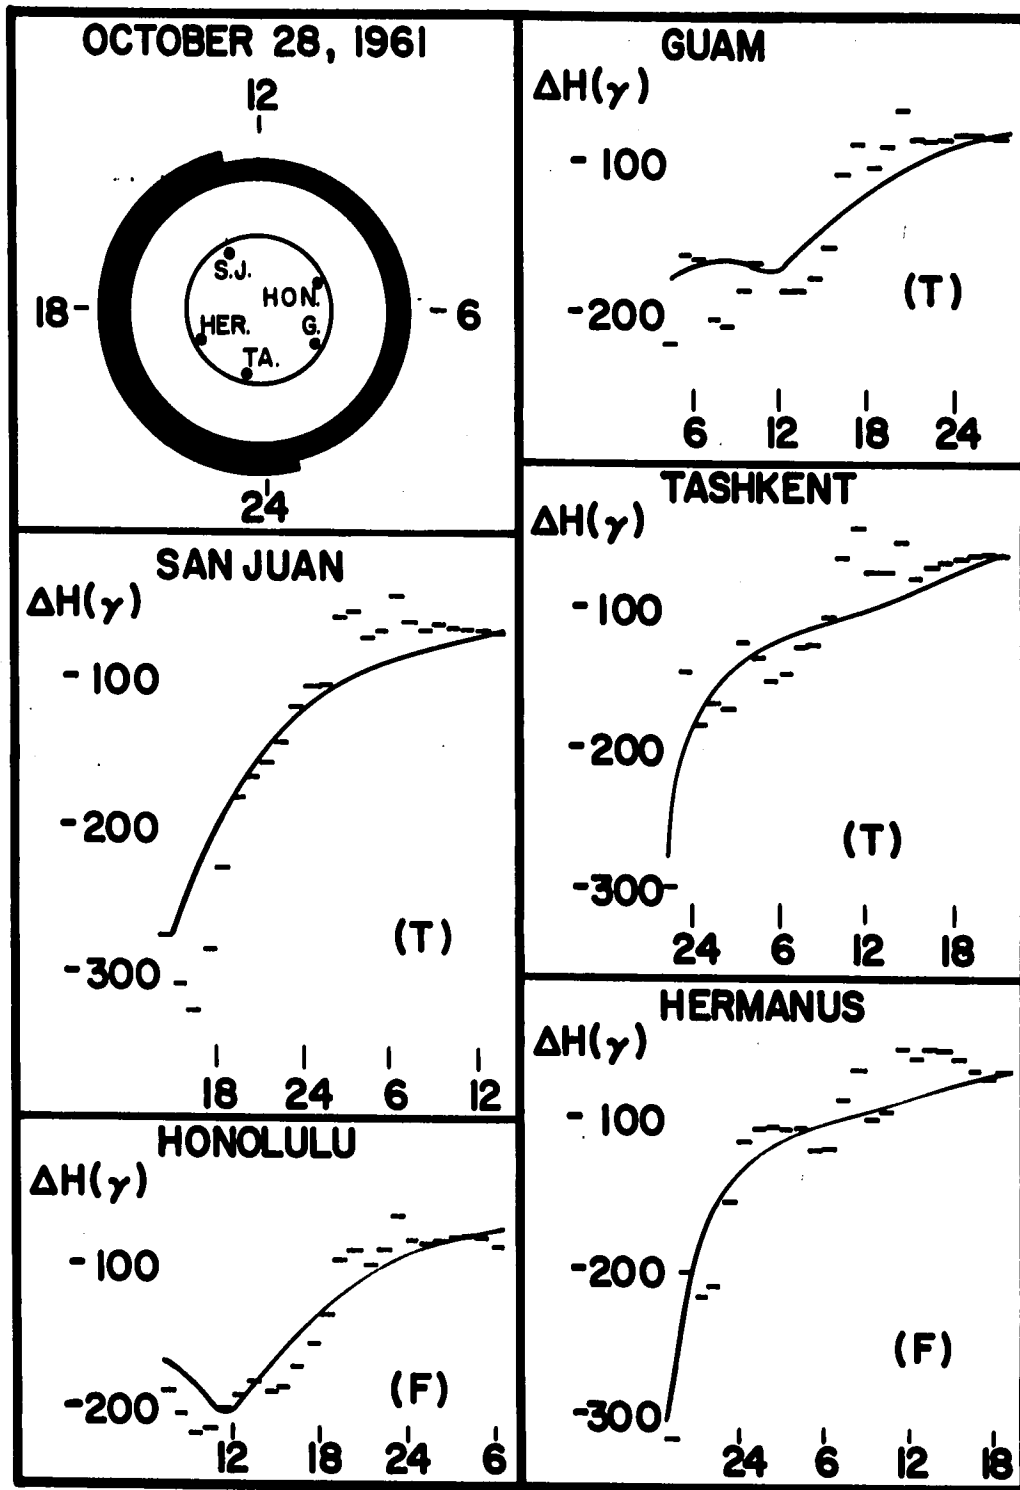 OCTOBER 28, 1961
12
S.J.
HON.
18
6
HER.
G.
TA.
24
GUAM
ΔH(γ)
-100
-200
(T)
6 12 18 24
TASHKENT
ΔH(γ)
-100
-200
-300
(T)
24 6 12 18
SAN JUAN
ΔH(γ)
-100
-200
-300
(T)
18 24 6 12
HERMANUS
ΔH(γ)
-100
-200
-300
(F)
24 6 12 18
HONOLULU
ΔH(γ)
-100
-200
(F)
12 18 24 6